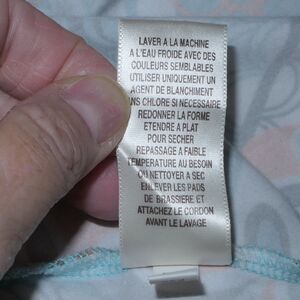 LAVER A LA MACHINE
A L'EAU FROIDE AVEC DES
COULEURS SEMBLABLES
UTILISER UNIQUEMENT UN
AGENT DE BLANCHIMENT
SANS CHLORE SI NECESSAIRE
REDONNER LA FORME
ETENDRE A PLAT
POUR SECHER
REPASSAGE A FAIBLE
TEMPERATURE AU BESOIN
OU NETTOYER A SEC
ENLEVER LES PADS
DE BRASSIERE ET
ATTACHEZ LE CORDON
AVANT LE LAVAGE